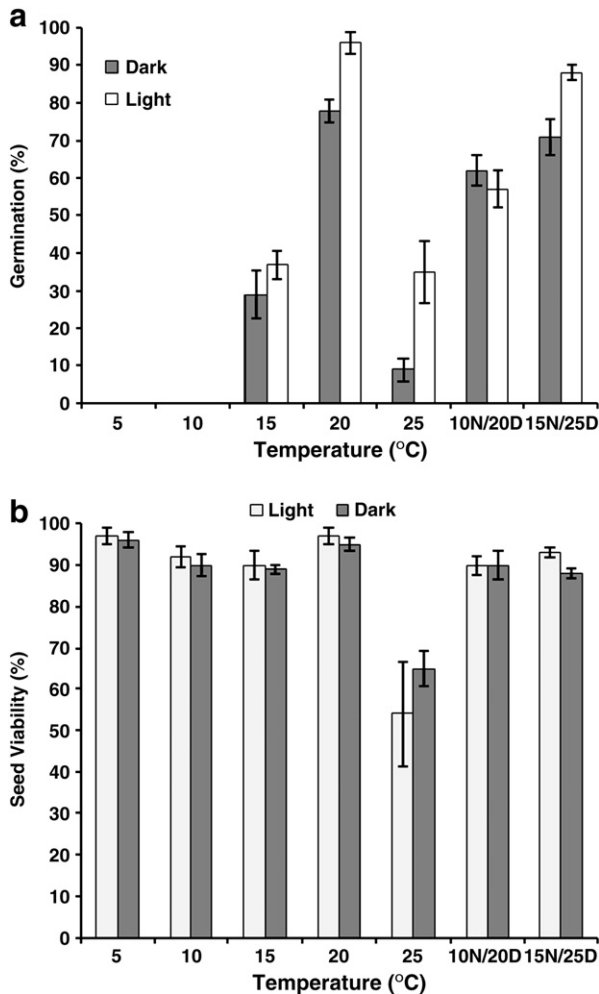 a
100
90
80
70
60
50
40
30
20
10
0
Germination (%)
Dark
Light
5 10 15 20 25 10N/20D 15N/25D
Temperature (°C)
b
Light Dark
100
90
80
70
60
50
40
30
20
10
0
Seed Viability (%)
5 10 15 20 25 10N/20D 15N/25D
Temperature (°C)